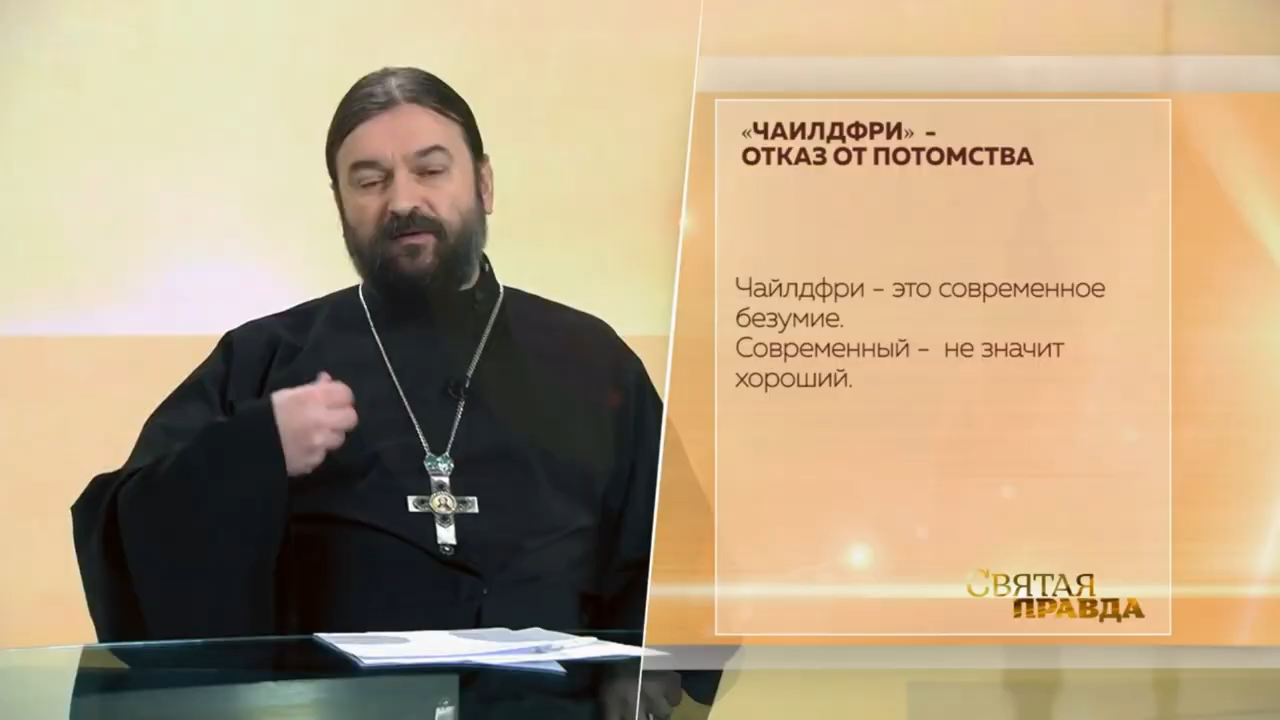 «ЧАИЛДФРИ» -
ОТКАЗ ОТ ПОТОМСТВА
Чайлдфри - это современное
безумие.
Современный - не значит
хороший.
СВЯТАЯ
ПРАВДА